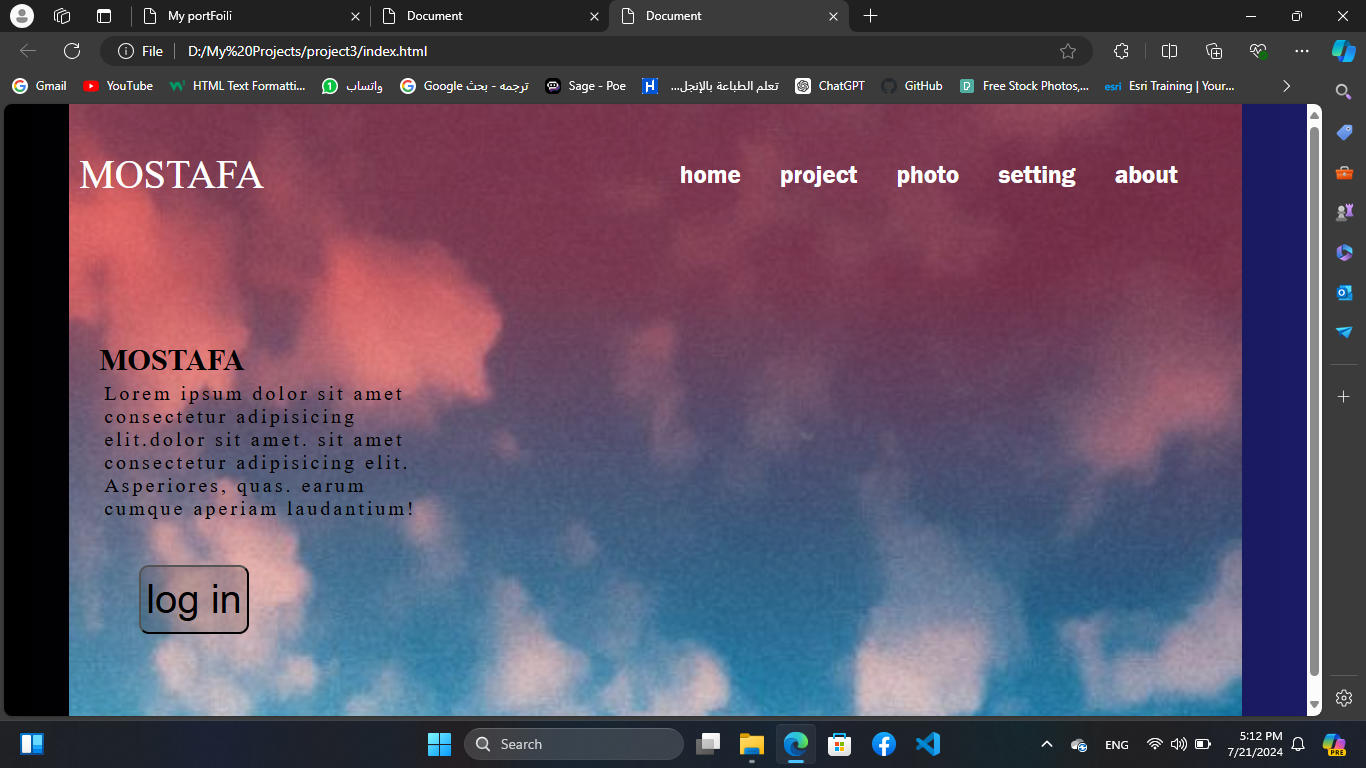 My portFoili
Document
Document
File
D:/My%20Projects/project3/index.html
Gmail
YouTube
HTML Text Formatti...
واتساب
Google ترجمه - بحث
Sage - Poe
تعلم الطباعة بالإنجل...
ChatGPT
GitHub
Free Stock Photos,...
esri
Esri Training | Your...
MOSTAFA
home
project
photo
setting
about
MOSTAFA
Lorem ipsum dolor sit amet
consectetur adipisicing
elit.dolor sit amet. sit amet
consectetur adipisicing elit.
Asperiores, quas. earum
cumque aperiam laudantium!
log in
Search
ENG
5:12 PM
7/21/2024
PRE